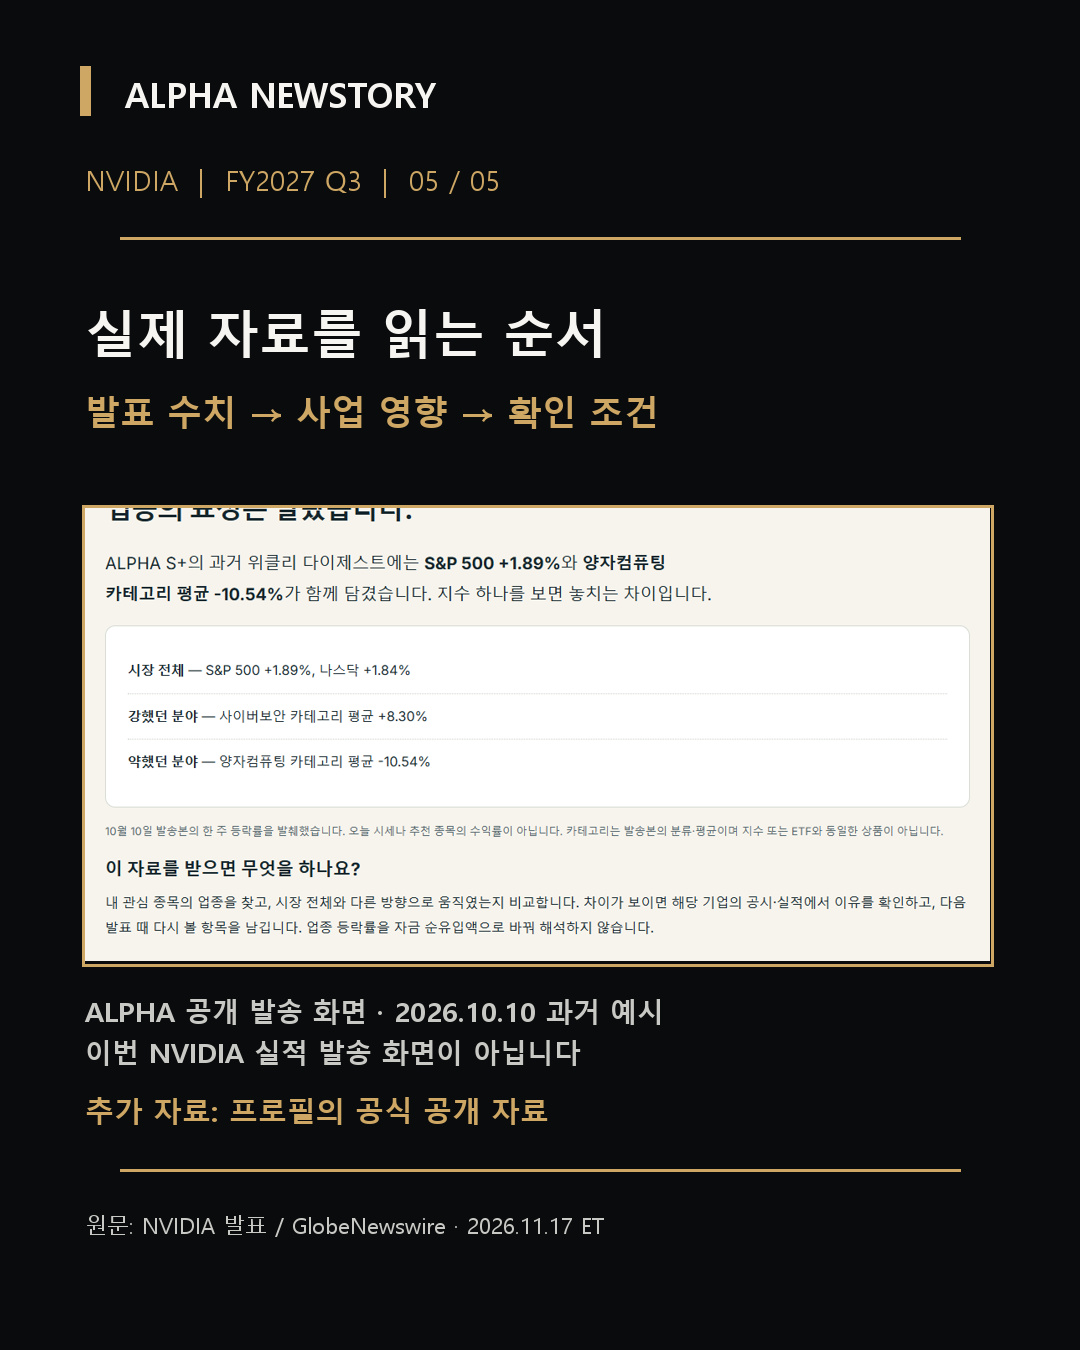 ALPHA NEWSTORY
NVIDIA | FY2027 Q3 | 05 / 05
실제 자료를 읽는 순서
발표 수치 → 사업 영향 → 확인 조건
ALPHA S+의 과거 위클리 다이제스트에는 S&P 500 +1.89%와 양자컴퓨팅
카테고리 평균 -10.54%가 함께 담겼습니다. 지수 하나를 보면 놓치는 차이입니다.
시장 전체 — S&P 500 +1.89%, 나스닥 +1.84%
강했던 분야 — 사이버보안 카테고리 평균 +8.30%
약했던 분야 — 양자컴퓨팅 카테고리 평균 -10.54%
10월 10일 발송본의 한 주 등락률을 발췌했습니다. 오늘 시세나 추천 종목의 수익률이 아닙니다. 카테고리는 발송본의 분류·평균이며 지수 또는 ETF와 동일한 상품이 아닙니다.
이 자료를 받으면 무엇을 하나요?
내 관심 종목의 업종을 찾고, 시장 전체와 다른 방향으로 움직였는지 비교합니다. 차이가 보이면 해당 기업의 공시·실적에서 이유를 확인하고, 다음
발표 때 다시 볼 항목을 남깁니다. 업종 등락률을 자금 순유입액으로 바꿔 해석하지 않습니다.
ALPHA 공개 발송 화면 · 2026.10.10 과거 예시
이번 NVIDIA 실적 발송 화면이 아닙니다
추가 자료: 프로필의 공식 공개 자료
원문: NVIDIA 발표 / GlobeNewswire · 2026.11.17 ET